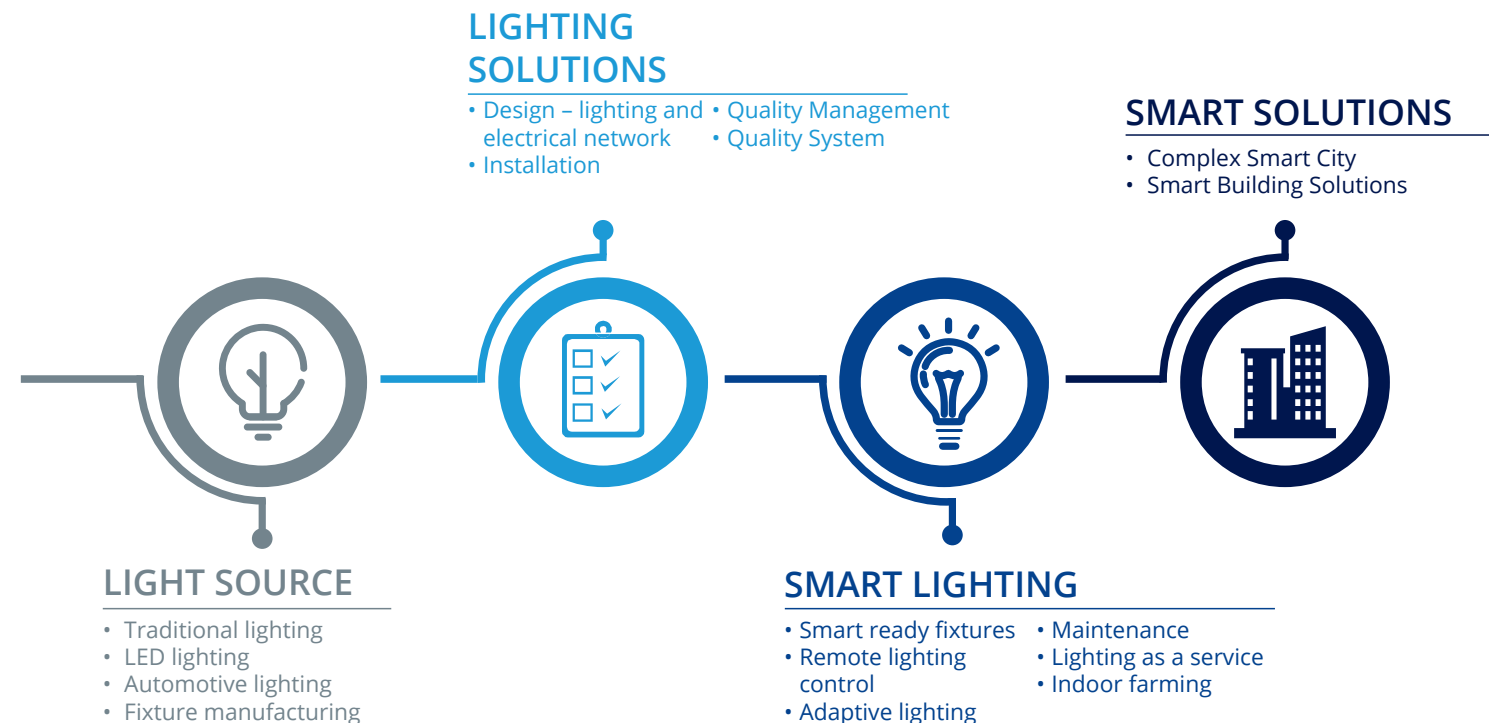 LIGHTING
SOLUTIONS
• Design – lighting and
electrical network
• Installation
• Quality Management
• Quality System
SMART SOLUTIONS
• Complex Smart City
• Smart Building Solutions
LIGHT SOURCE
• Traditional lighting
• LED lighting
• Automotive lighting
• Fixture manufacturing
SMART LIGHTING
• Smart ready fixtures
• Remote lighting
control
• Adaptive lighting
• Maintenance
• Lighting as a service
• Indoor farming